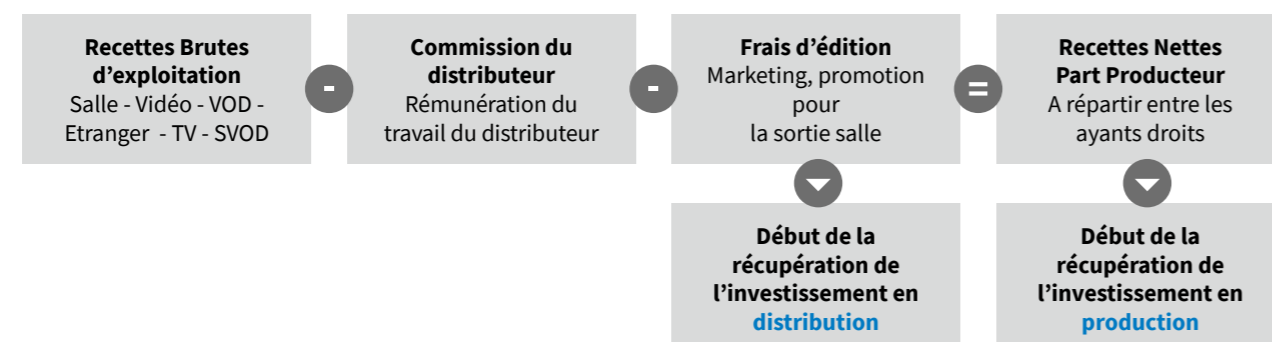 Recettes Brutes
d’exploitation
Salle - Vidéo - VOD -
Etranger - TV - SVOD
-
Commission du
distributeur
Rémunération du
travail du distributeur
-
Frais d’édition
Marketing, promotion
pour
la sortie salle
=
Recettes Nettes
Part Producteur
A répartir entre les
ayants droits
Début de la
récupération de
l’investissement en
distribution
Début de la
récupération de
l’investissement en
production